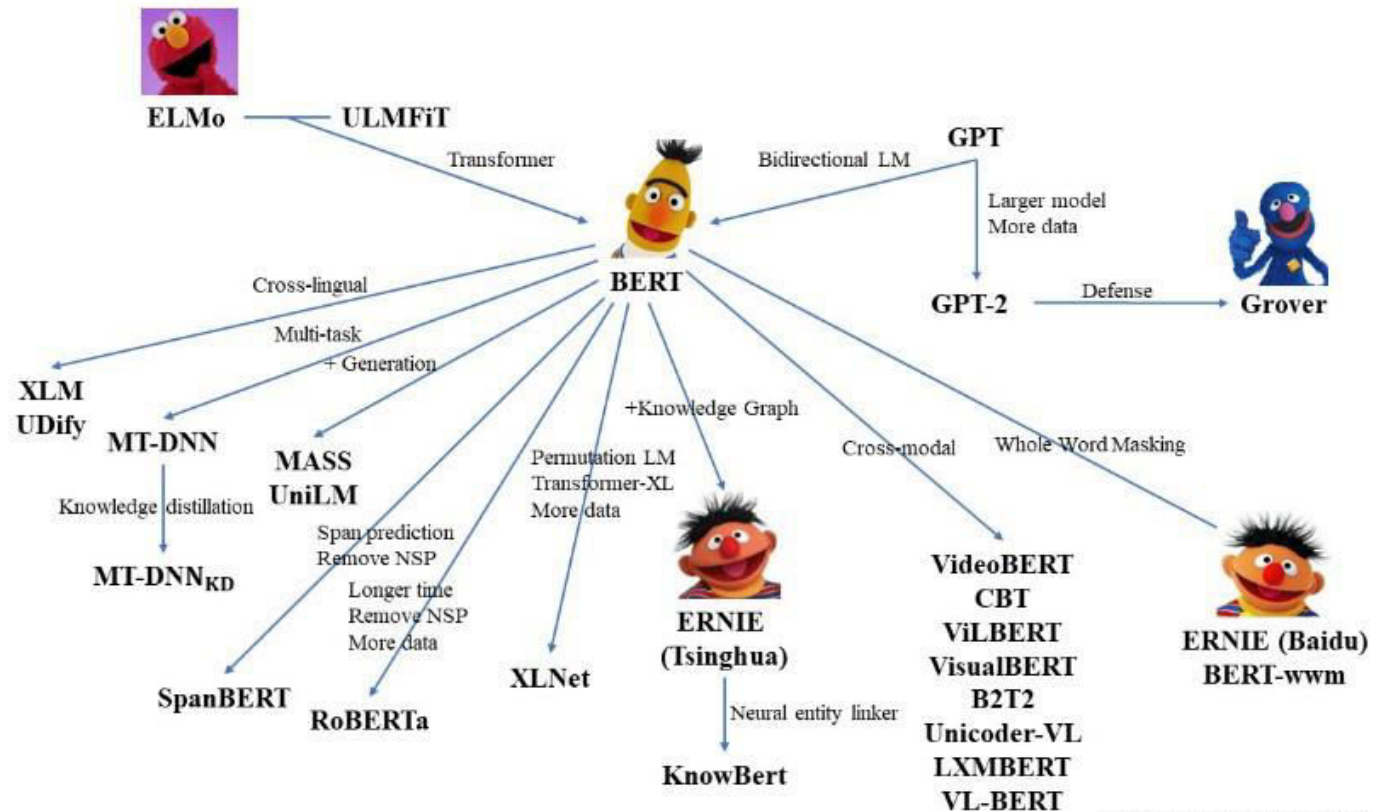 ELMo
ULMFiT
Transformer
Bidirectional LM
GPT
Larger model
More data
BERT
GPT-2
Defense
Grover
Cross-lingual
Multi-task
+ Generation
XLM
UDify
MT-DNN
MASS
UniLM
Knowledge distillation
MT-DNNKD
Span prediction
Remove NSP
Longer time
Remove NSP
More data
Permutation LM
Transformer-XL
More data
+Knowledge Graph
Cross-modal
Whole Word Masking
SpanBERT
RoBERTa
XLNet
ERNIE
(Tsinghua)
Neural entity linker
KnowBert
VideoBERT
CBT
ViLBERT
VisualBERT
B2T2
Unicoder-VL
LXMBERT
VL-BERT
ERNIE (Baidu)
BERT-wwm